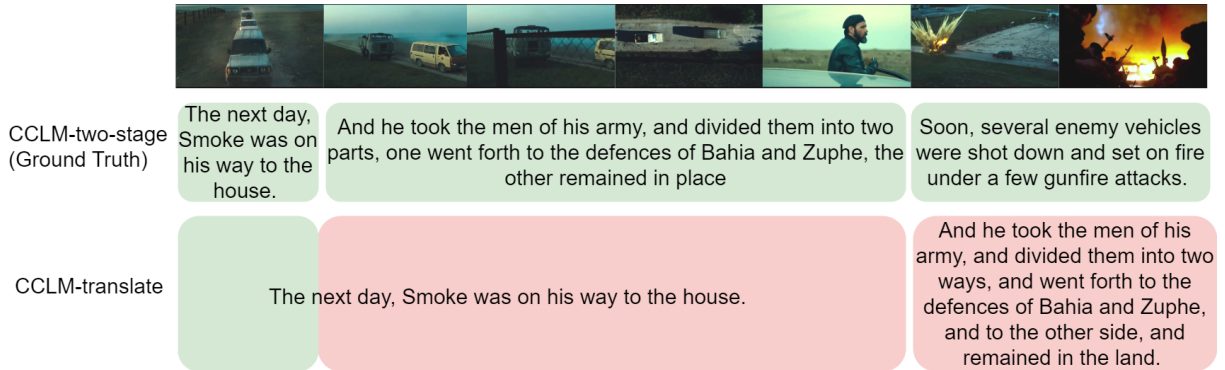 CCLM-two-stage
(Ground Truth)
The next day,
Smoke was on
his way to the
house.
And he took the men of his army, and divided them into two
parts, one went forth to the defences of Bahia and Zuphe, the
other remained in place
Soon, several enemy vehicles
were shot down and set on fire
under a few gunfire attacks.
CCLM-translate
The next day, Smoke was on his way to the house.
And he took the men of his
army, and divided them into two
ways, and went forth to the
defences of Bahia and Zuphe,
and to the other side, and
remained in the land.